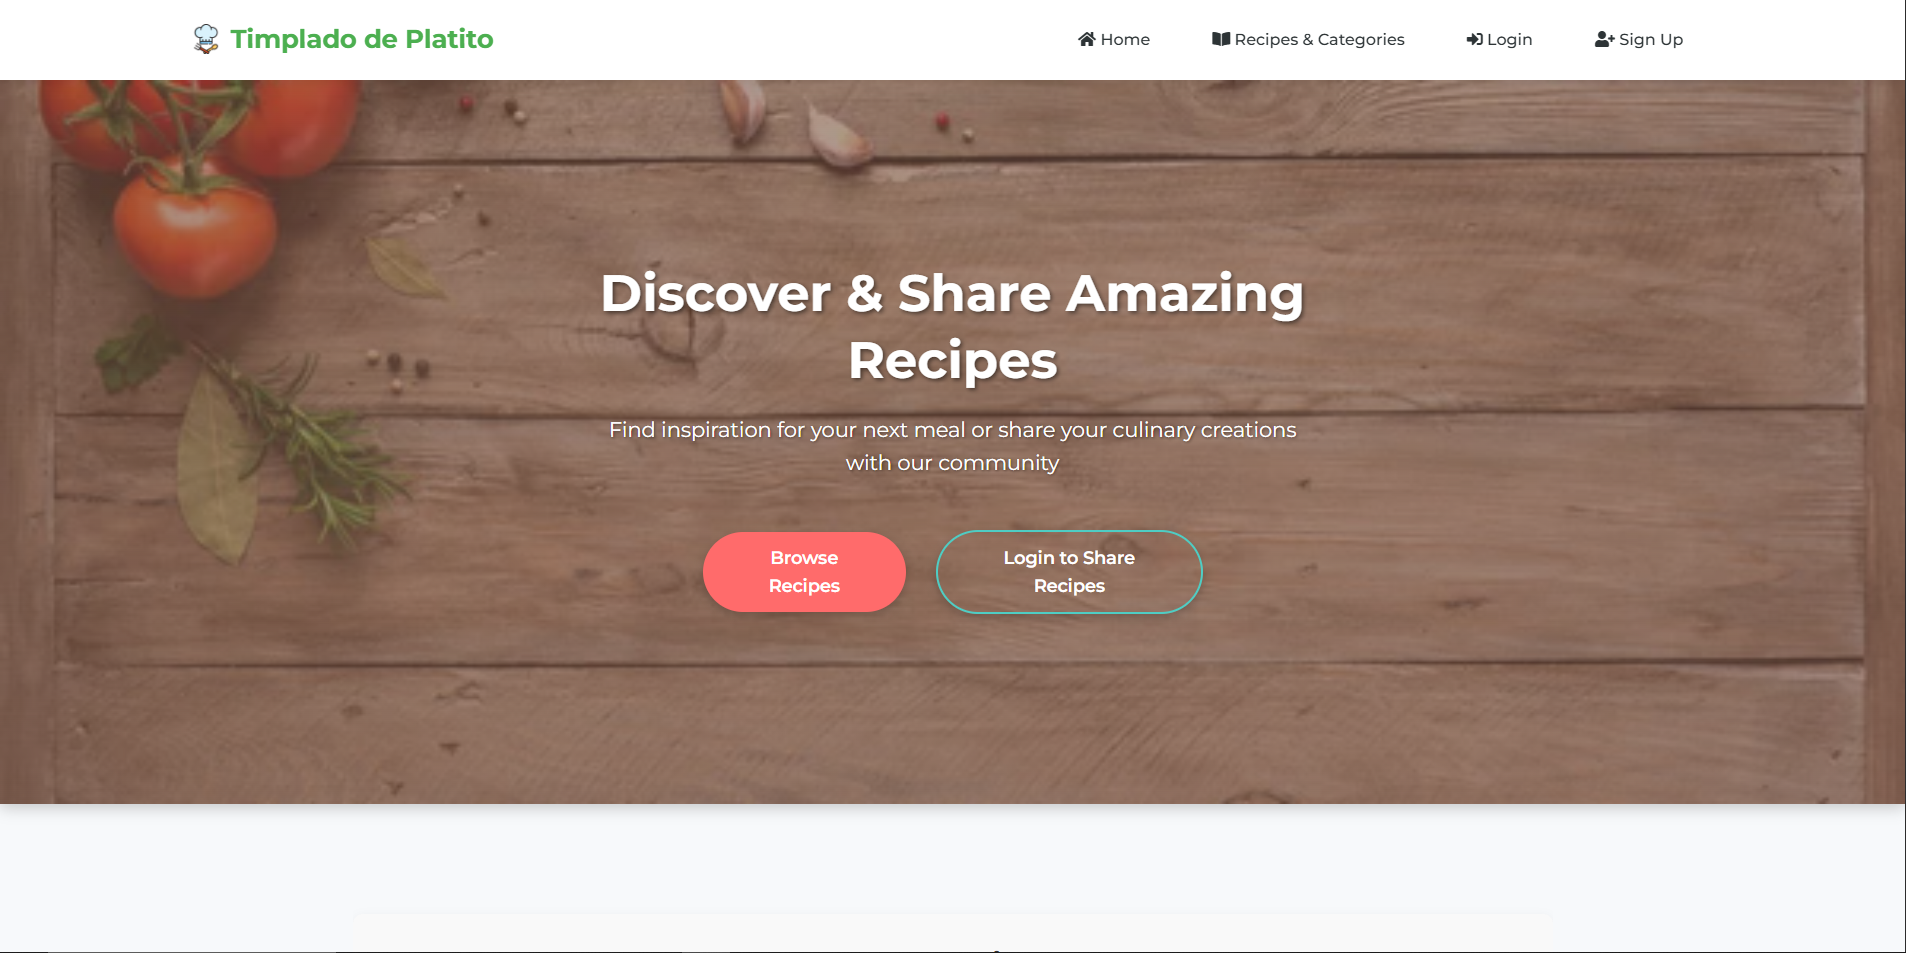 Timplado de Platito
Home
Recipes & Categories
Login
Sign Up
Discover & Share Amazing
Recipes
Find inspiration for your next meal or share your culinary creations
with our community
Browse
Recipes
Login to Share
Recipes